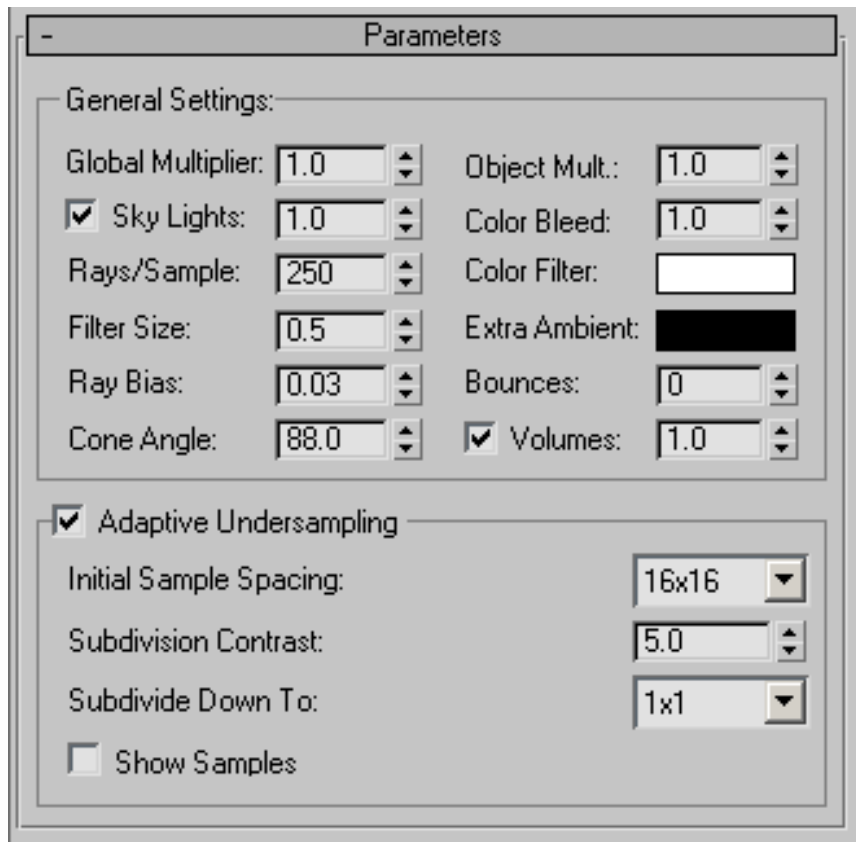 - Parameters
General Settings:
Global Multiplier: 1.0 Object Mult.: 1.0
Sky Lights: 1.0 Color Bleed: 1.0
Rays/Sample: 250 Color Filter:
Filter Size: 0.5 Extra Ambient:
Ray Bias: 0.03 Bounces: 0
Cone Angle: 88.0 Volumes: 1.0
Adaptive Undersampling
Initial Sample Spacing: 16x16
Subdivision Contrast: 5.0
Subdivide Down To: 1x1
Show Samples